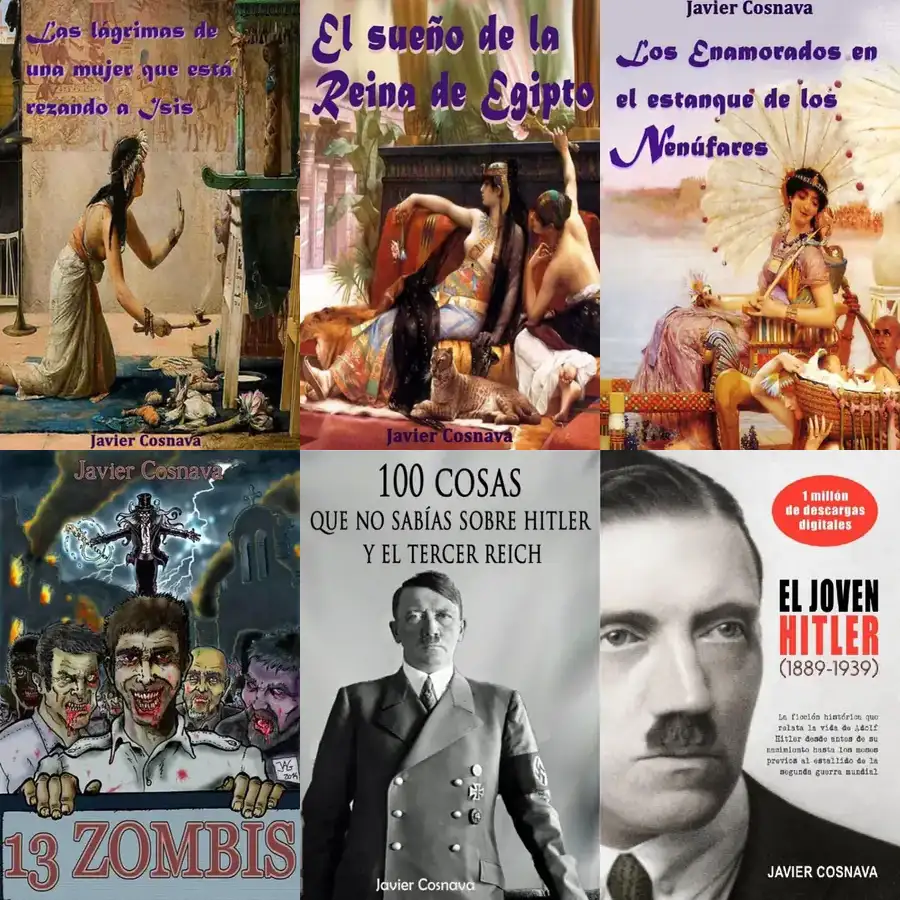 Las lágrimas de
una mujer que está
rezando a Isis
Javier Cosnava
El sueño de la
Reina de Egipto
Javier Cosnava
Javier Cosnava
Los Enamorados en
el estanque de los
Nenúfares
Javier Cosnava
JAG
2015
13 ZOMBIS
100 COSAS
QUE NO SABÍAS SOBRE HITLER
Y EL TERCER REICH
Javier Cosnava
1 millón
de descargas
digitales
EL JOVEN
HITLER
(1889-1939)
La ficción histórica que
relata la vida de Adolf
Hitler desde antes de su
nacimiento hasta los meses
previos al estallido de la
segunda guerra mundial
JAVIER COSNAVA